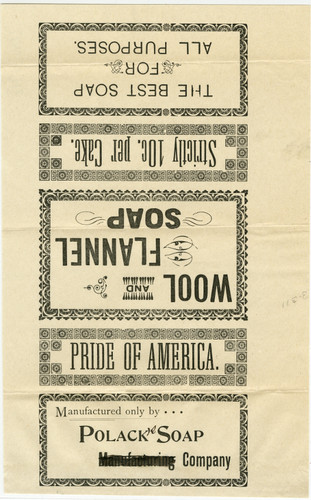 THE BEST SOAP
FOR
ALL PURPOSES.
Strictly 10c. per Cake.
WOOL AND
FLANNEL
SOAP
PRIDE OF AMERICA.
Manufactured only by • • •
POLACK SOAP
Manufacturing Company